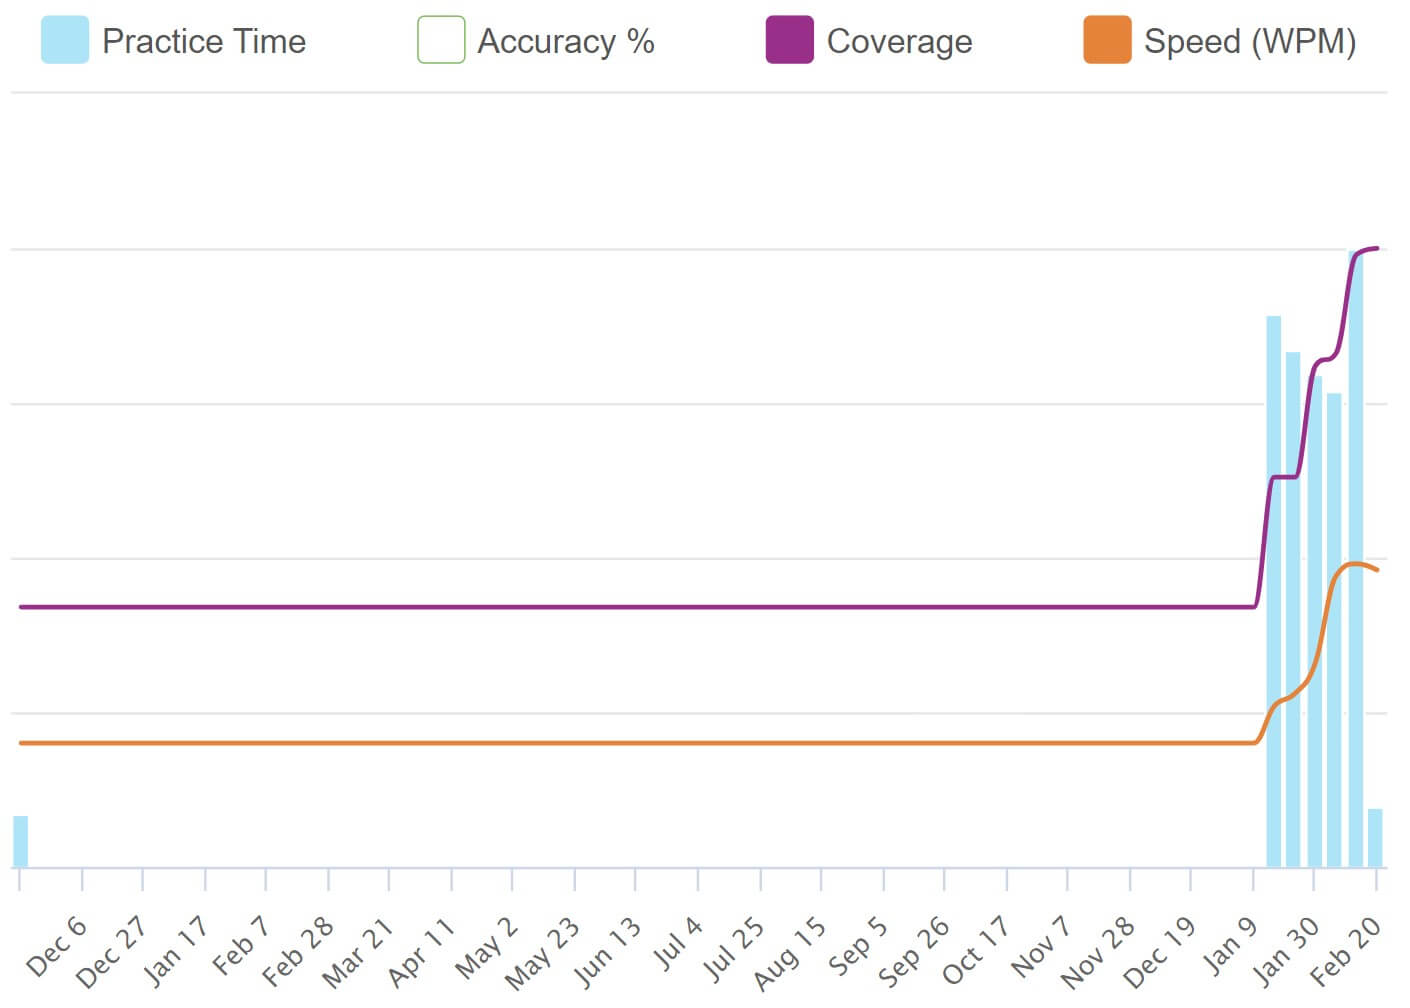 Practice Time Accuracy % Coverage Speed (WPM)
Dec 6
Dec 27
Jan 17
Feb 7
Feb 28
Mar 21
Apr 11
May 2
May 23
Jun 13
Jul 4
Jul 25
Aug 15
Sep 5
Sep 26
Oct 17
Nov 7
Nov 28
Dec 19
Jan 9
Jan 30
Feb 20